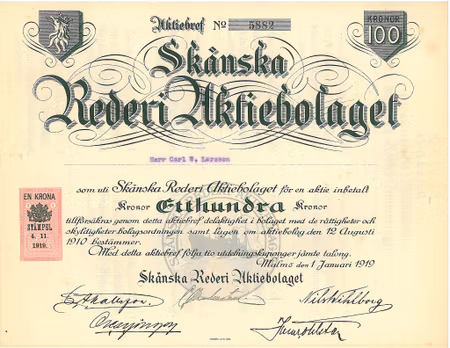 Aktiebref No 5882
KRONOR
100
Skånska
Rederi Aktiebolaget
Herr Carl W. Larsson
som uti Skånska Rederi Aktiebolaget för en aktie inbetalt
Kronor Etthundra Kronor
tillförsäkras genom detta aktiebref delaktighet i bolaget med de rättigheter och
skyldigheter bolagsordningen samt lagen om aktiebolag den 12 Augusti
1910 bestämmer.
Med detta aktiebref följa tio utdelningskuponger jämte talong.
Malmö den 1 Januari 1919
Skånska Rederi Aktiebolaget
EN KRONA
STÄMPEL
4. 11.
1919.